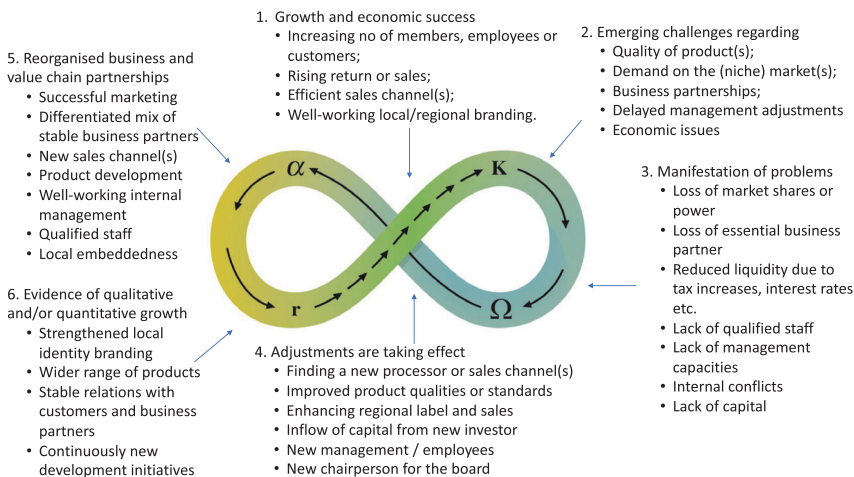 1. Growth and economic success
• Increasing no of members, employees or
customers;
• Rising return or sales;
• Efficient sales channel(s);
• Well-working local/regional branding.
2. Emerging challenges regarding
• Quality of product(s);
• Demand on the (niche) market(s);
• Business partnerships;
• Delayed management adjustments
• Economic issues
3. Manifestation of problems
• Loss of market shares or
power
• Loss of essential business
partner
• Reduced liquidity due to
tax increases, interest rates
etc.
• Lack of qualified staff
• Lack of management
capacities
• Internal conflicts
• Lack of capital
4. Adjustments are taking effect
• Finding a new processor or sales channel(s)
• Improved product qualities or standards
• Enhancing regional label and sales
• Inflow of capital from new investor
• New management / employees
• New chairperson for the board
5. Reorganised business and
value chain partnerships
• Successful marketing
• Differentiated mix of
stable business partners
• New sales channel(s)
• Product development
• Well-working internal
management
• Qualified staff
• Local embeddedness
6. Evidence of qualitative
and/or quantitative growth
• Strengthened local
identity branding
• Wider range of products
• Stable relations with
customers and business
partners
• Continuously new
development initiatives
α
K
r
Ω